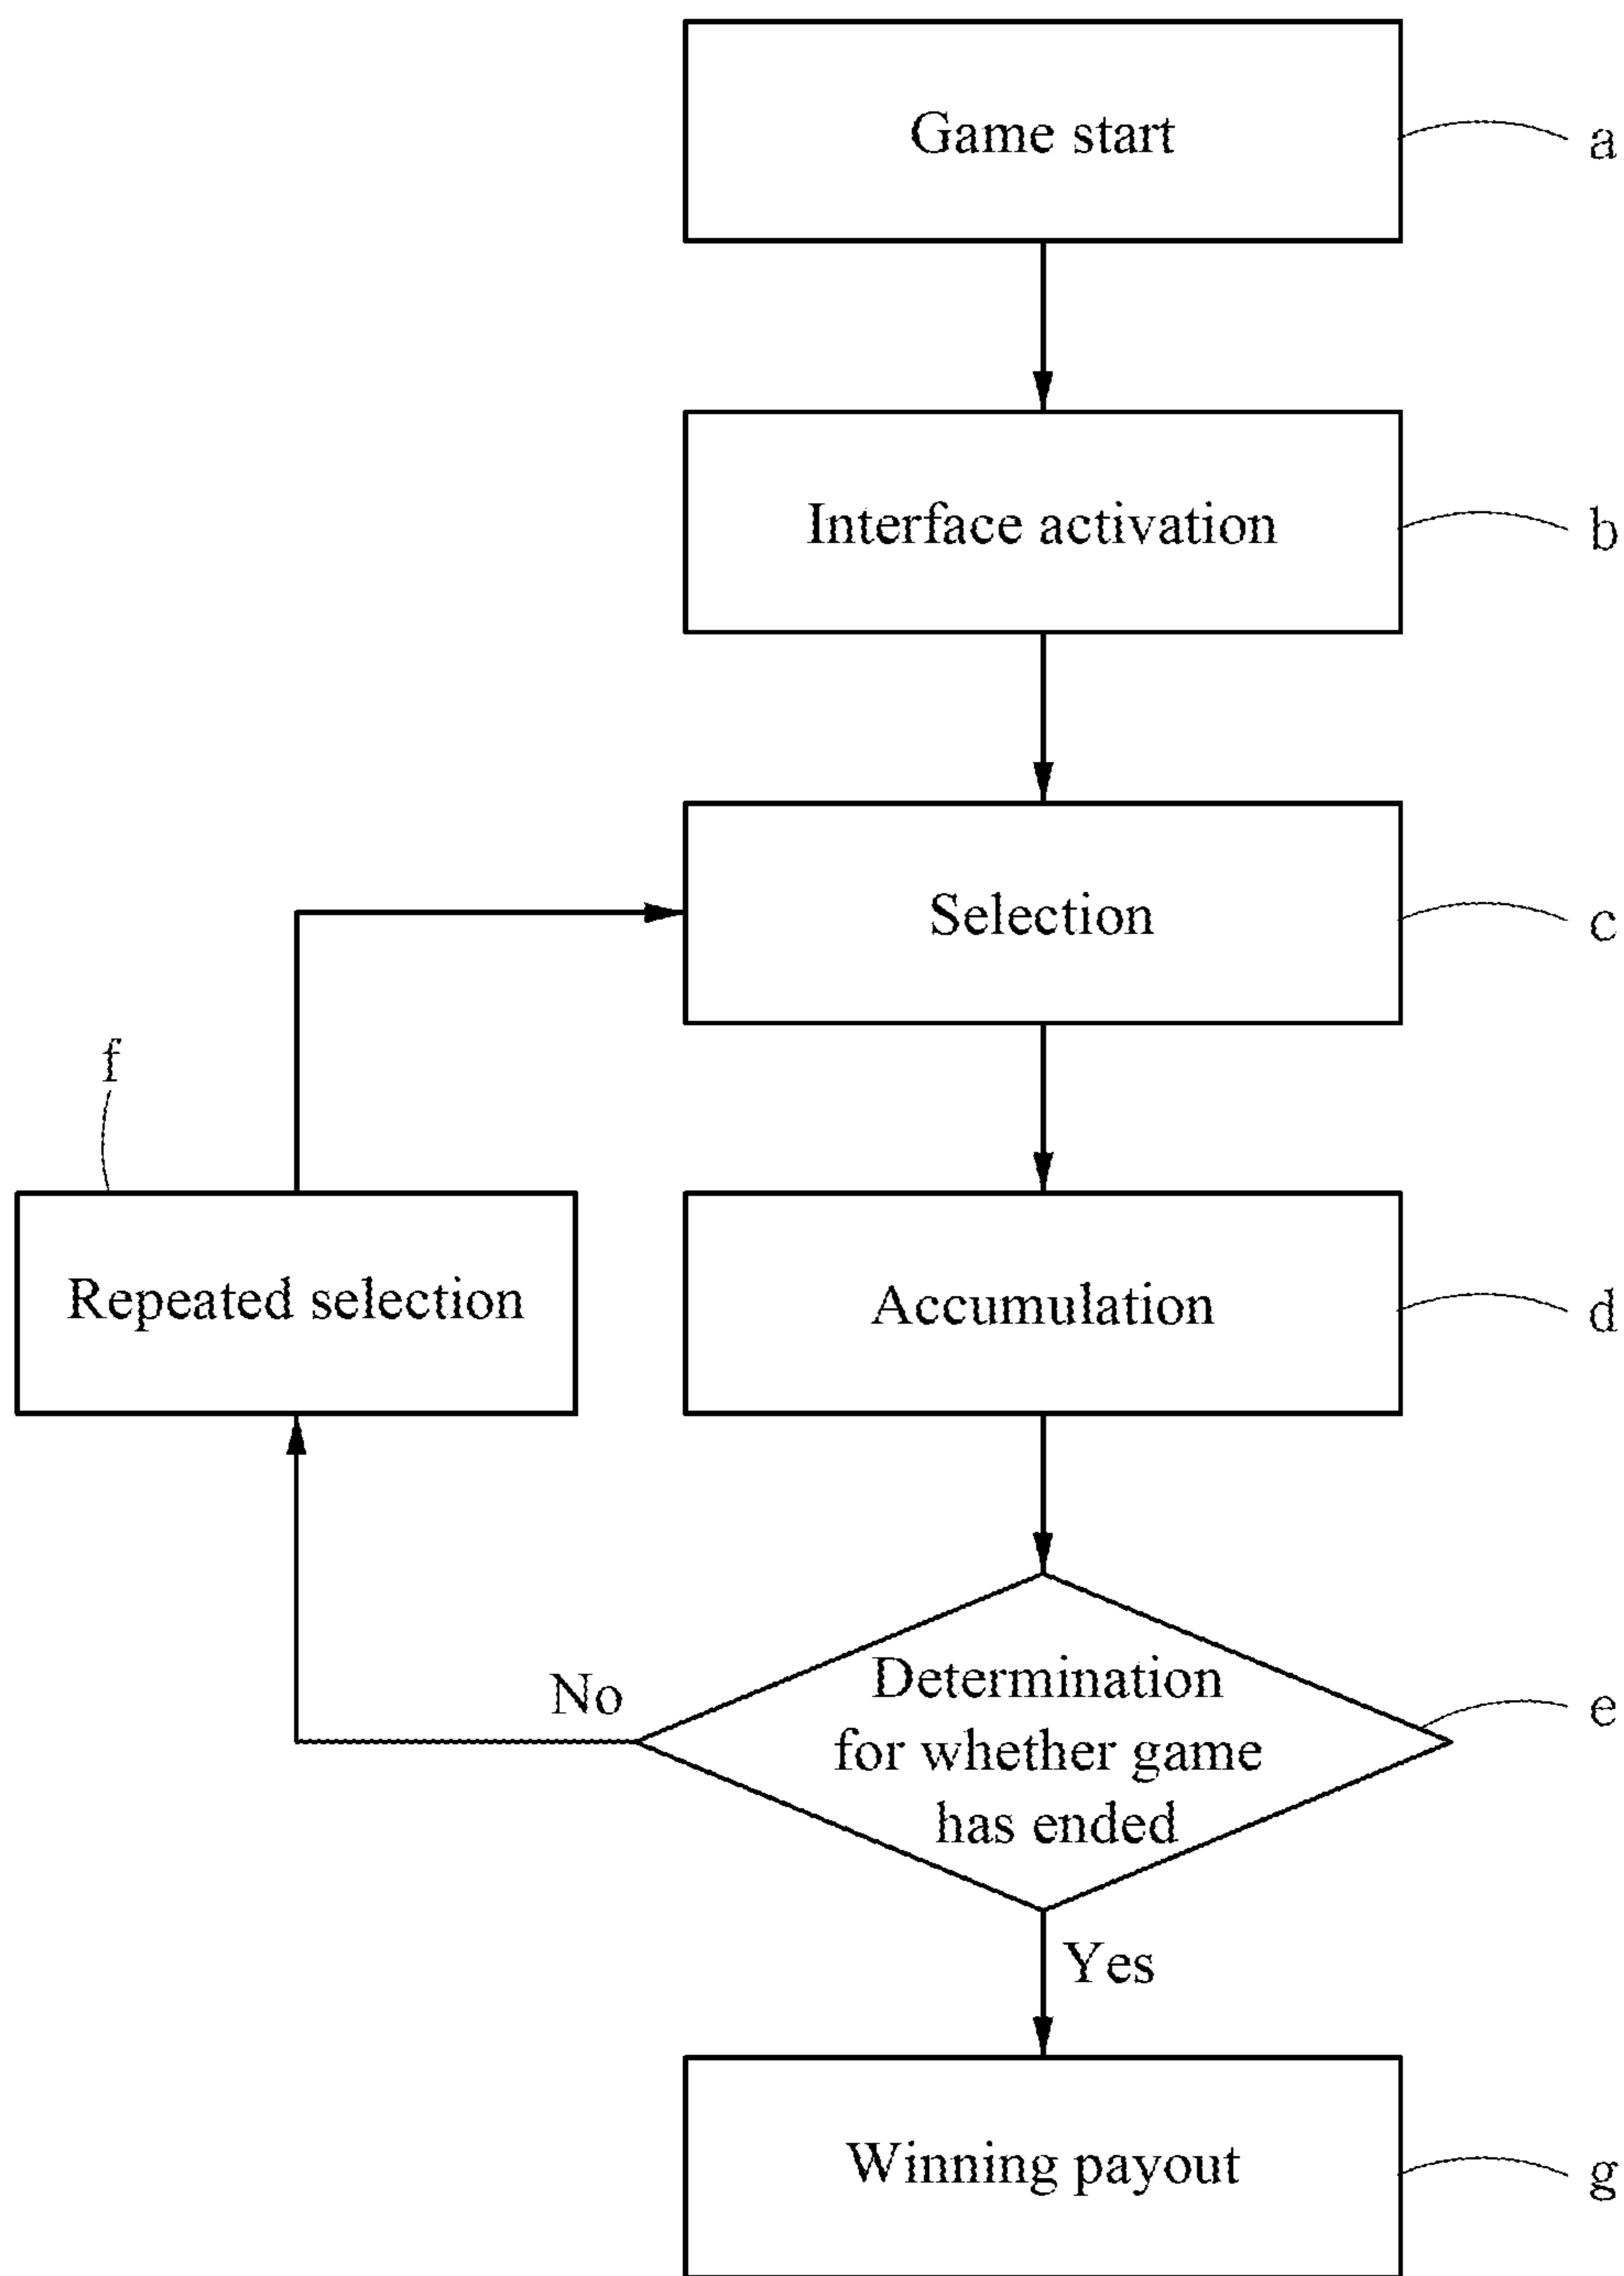 Game start
a
Interface activation
b
Selection
c
f
Repeated selection
Accumulation
d
No
Determination
for whether game
has ended
e
Yes
Winning payout
g